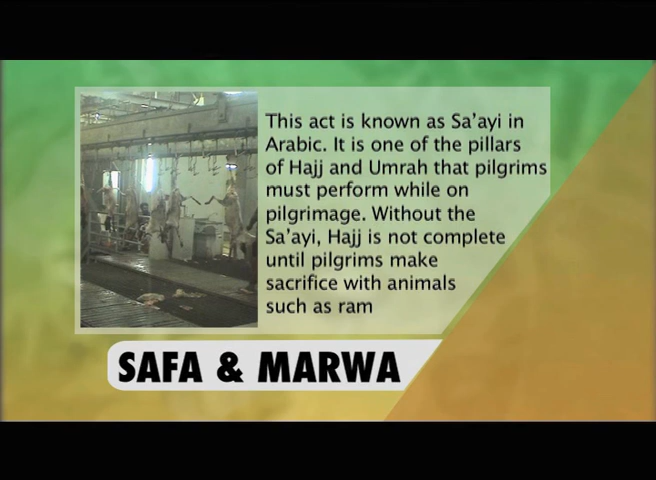 This act is known as Sa'ayi in
Arabic. It is one of the pillars
of Hajj and Umrah that pilgrims
must perform while on
pilgrimage. Without the
Sa'ayi, Hajj is not complete
until pilgrims make
sacrifice with animals
such as ram
SAFA & MARWA